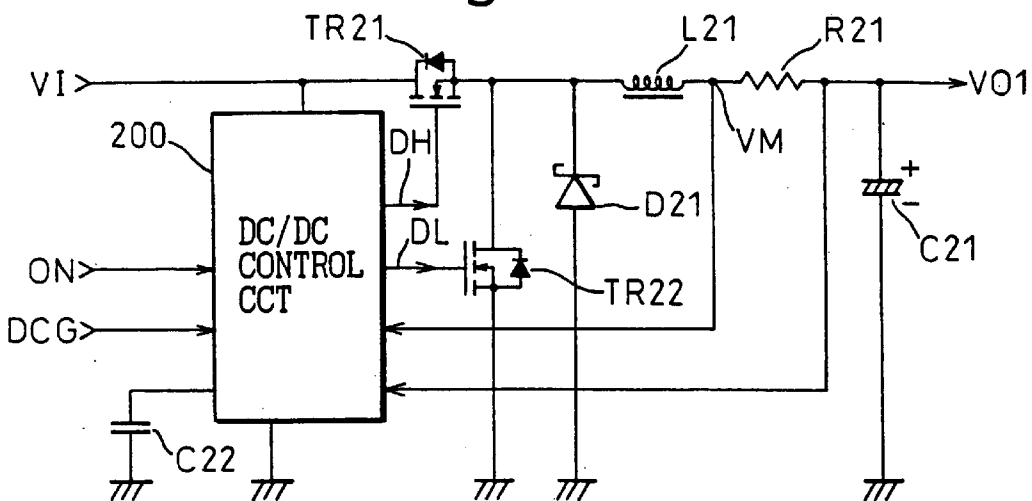 TR21
L21
R21
VI
VO1
200
DH
VM
DC/DC
CONTROL
CCT
DL
D21
+
-
C21
ON
TR22
DCG
C22